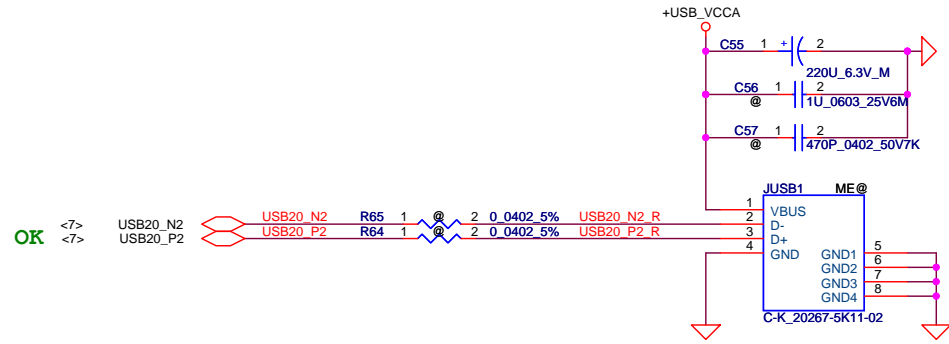 +USB_VCCA
C55 1 + 2
220U_6.3V_M
C56 1 2
@ 1U_0603_25V6M
C57 1 2
@ 470P_0402_50V7K
JUSB1 ME@
1 VBUS
<7> USB20_N2 USB20_N2 R65 1 @ 2 0_0402_5% USB20_N2_R 2 D-
OK <7> USB20_P2 USB20_P2 R64 1 @ 2 0_0402_5% USB20_P2_R 3 D+
4 GND GND1 5
GND2 6
GND3 7
GND4 8
C-K_20267-5K11-02